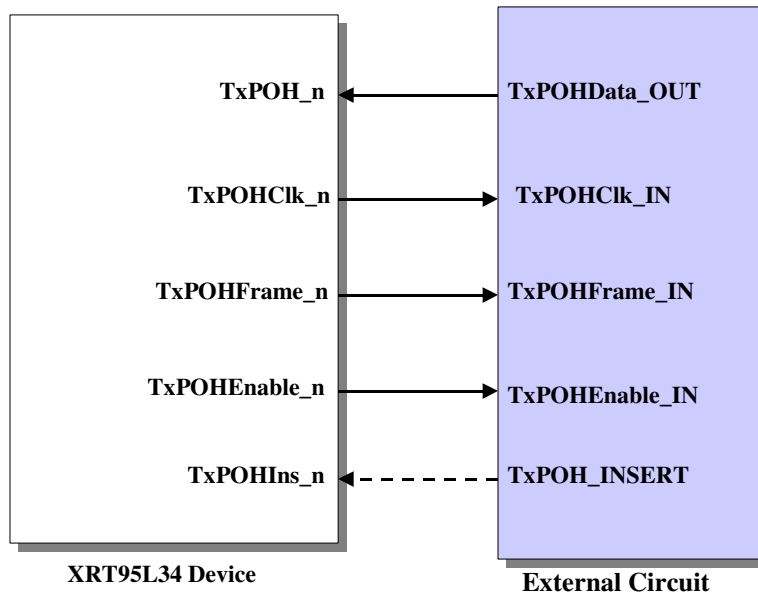 TxPOH_n
TxPOHData_OUT
TxPOHClk_n
TxPOHClk_IN
TxPOHFrame_n
TxPOHFrame_IN
TxPOHEnable_n
TxPOHEnable_IN
TxPOHIns_n
TxPOH_INSERT
XRT95L34 Device
External Circuit